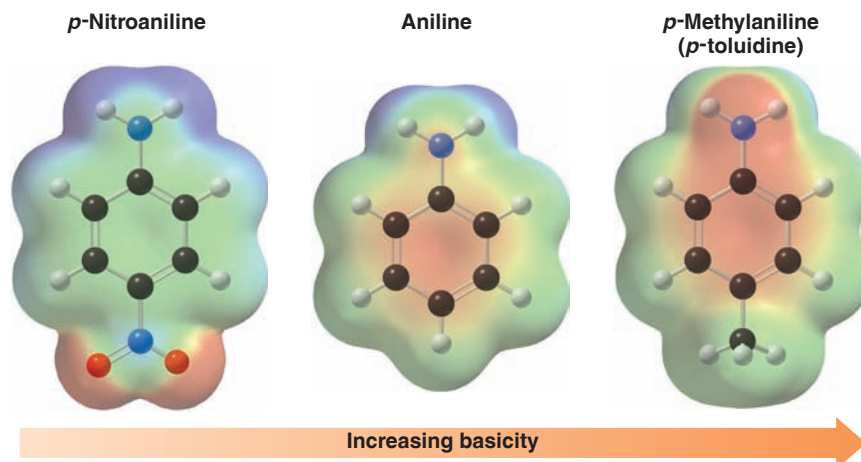 p-Nitroaniline
Aniline
p-Methylaniline
(p-toluidine)
Increasing basicity